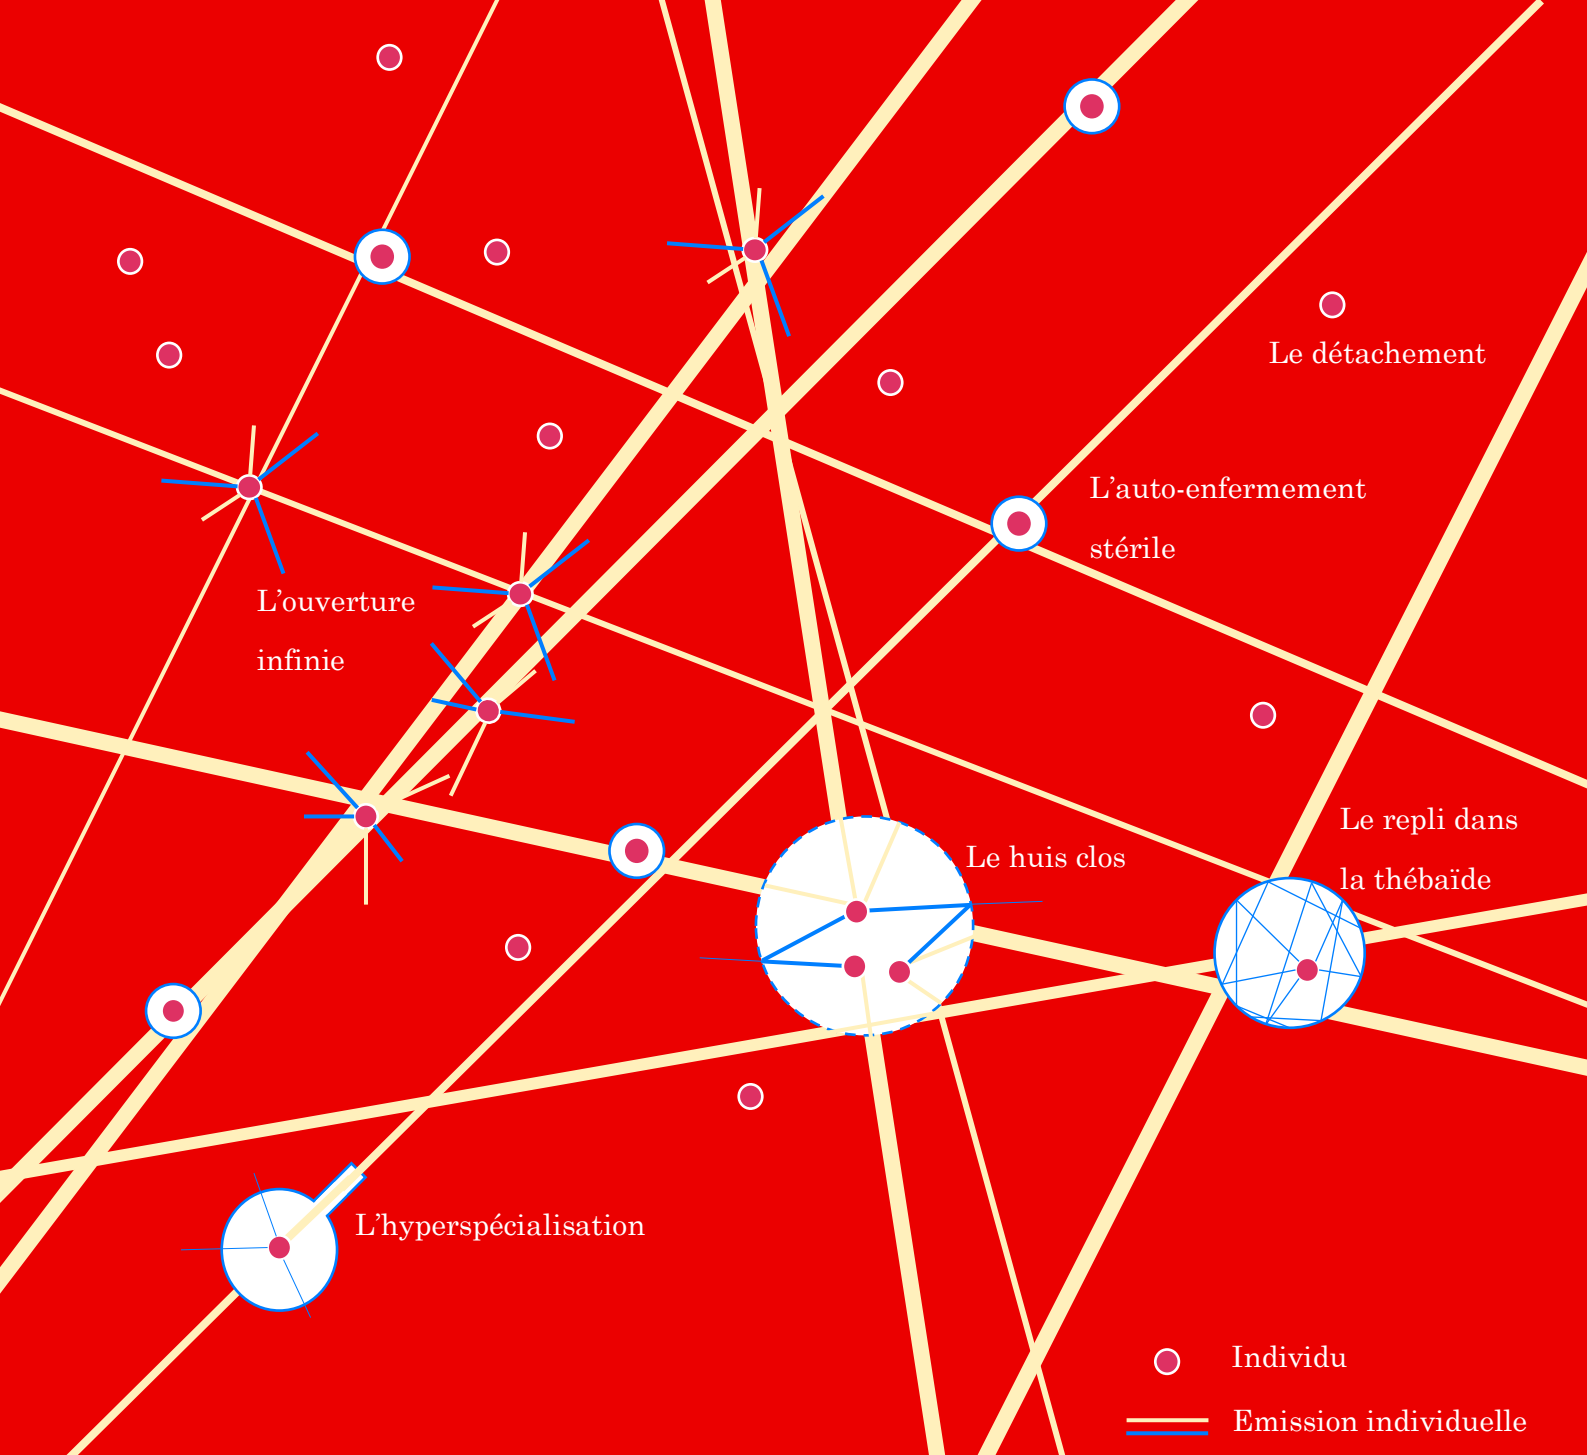 Le détachement
L'auto-enfermement
stérile
L'ouverture
infinie
Le repli dans
la thébaïde
Le huis clos
L'hyperspécialisation
Individu
Emission individuelle